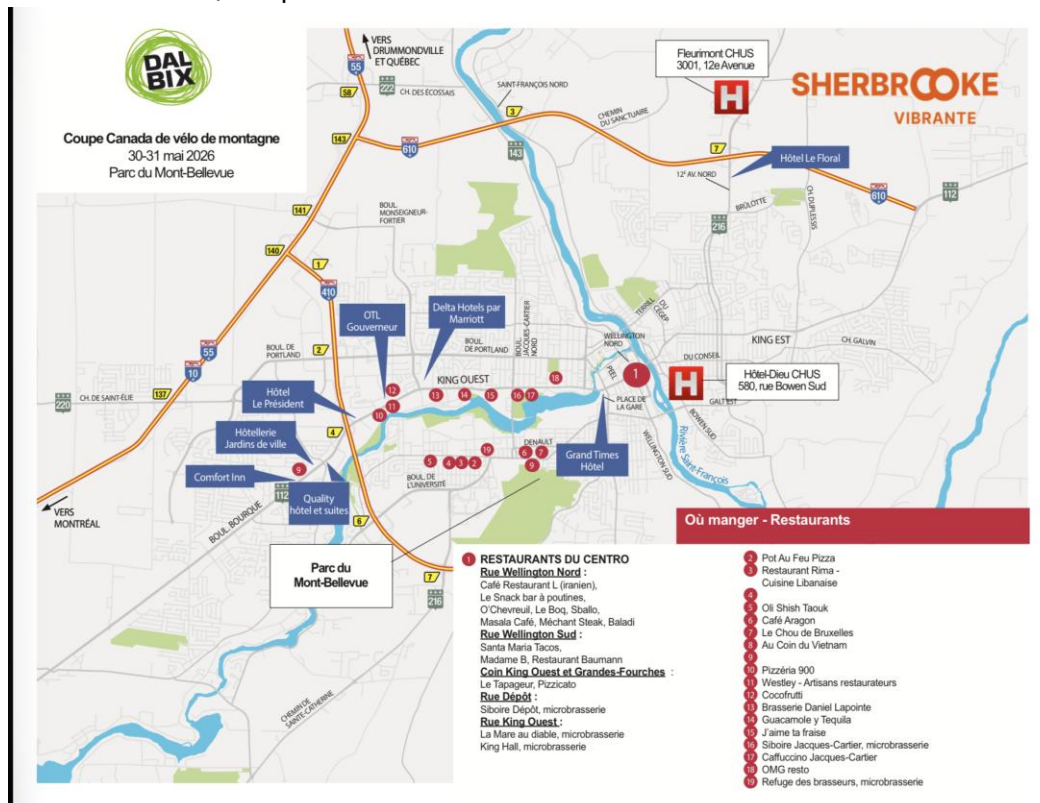 DAL
BIX
Coupe Canada de vélo de montagne
30-31 mai 2026
Parc du Mont-Bellevue
VERS
DRUMMONDVILLE
ET QUÉBEC
55
58
222
CH. DES ÉCOSSAIS
SAINT-FRANÇOIS NORD
3
CHEMIN
DU SANCTUAIRE
Fleurimont CHUS
3001, 12e Avenue
H
SHERBROOKE
VIBRANTE
143
610
143
7
Hôtel Le Floral
12e AV. NORD
BRÛLOTTE
CH. DUPLESSIS
610
112
216
141
BOUL.
MONSEIGNEUR-
FORTIER
140
1
410
OTL
Gouverneur
Delta Hotels par
Marriott
BOUL.
JACQUES-CARTIER
NORD
TERRILL
DU
CÉGEP
WELLINGTON
NORD
55
10
BOUL. DE
PORTLAND
2
BOUL.
DE PORTLAND
KING EST
CH. GALVIN
DU CONSEIL
PEEL
1
H
Hôtel-Dieu CHUS
580, rue Bowen Sud
KING OUEST
18
12
13
14
15
16
17
11
10
Hôtel
Le Président
137
CH. DE SAINT-ÉLIE
220
PLACE DE
LA GARE
GALT EST
BOWEN SUD
4
Hôtellerie
Jardins de ville
WELLINGTON SUD
Rivière Saint-François
DENAULT
19
5
4
3
2
6
7
9
Grand Times
Hôtel
9
Comfort Inn
112
Quality
hôtel et suites
BOUL. DE
L'UNIVERSITÉ
VERS
MONTRÉAL
BOUL. BOURQUE
6
Parc du
Mont-Bellevue
7
216
CHEMIN DE
SAINTE-CATHERINE
Où manger - Restaurants
1 RESTAURANTS DU CENTRO
Rue Wellington Nord :
Café Restaurant L (iranien),
Le Snack bar à poutines,
O'Chevreuil, Le Boq, Sballo,
Masala Café, Méchant Steak, Baladi
Rue Wellington Sud :
Santa Maria Tacos,
Madame B, Restaurant Baumann
Coin King Ouest et Grandes-Fourches :
Le Tapageur, Pizzicato
Rue Dépôt :
Siboire Dépôt, microbrasserie
Rue King Ouest :
La Mare au diable, microbrasserie
King Hall, microbrasserie
2 Pot Au Feu Pizza
3 Restaurant Rima -
Cuisine Libanaise
4
5 Oli Shish Taouk
6 Café Aragon
7 Le Chou de Bruxelles
8 Au Coin du Vietnam
9
10 Pizzéria 900
11 Westley - Artisans restaurateurs
12 Cocofrutti
13 Brasserie Daniel Lapointe
14 Guacamole y Tequila
15 J'aime ta fraise
16 Siboire Jacques-Cartier, microbrasserie
17 Caffuccino Jacques-Cartier
18 OMG resto
19 Refuge des brasseurs, microbrasserie